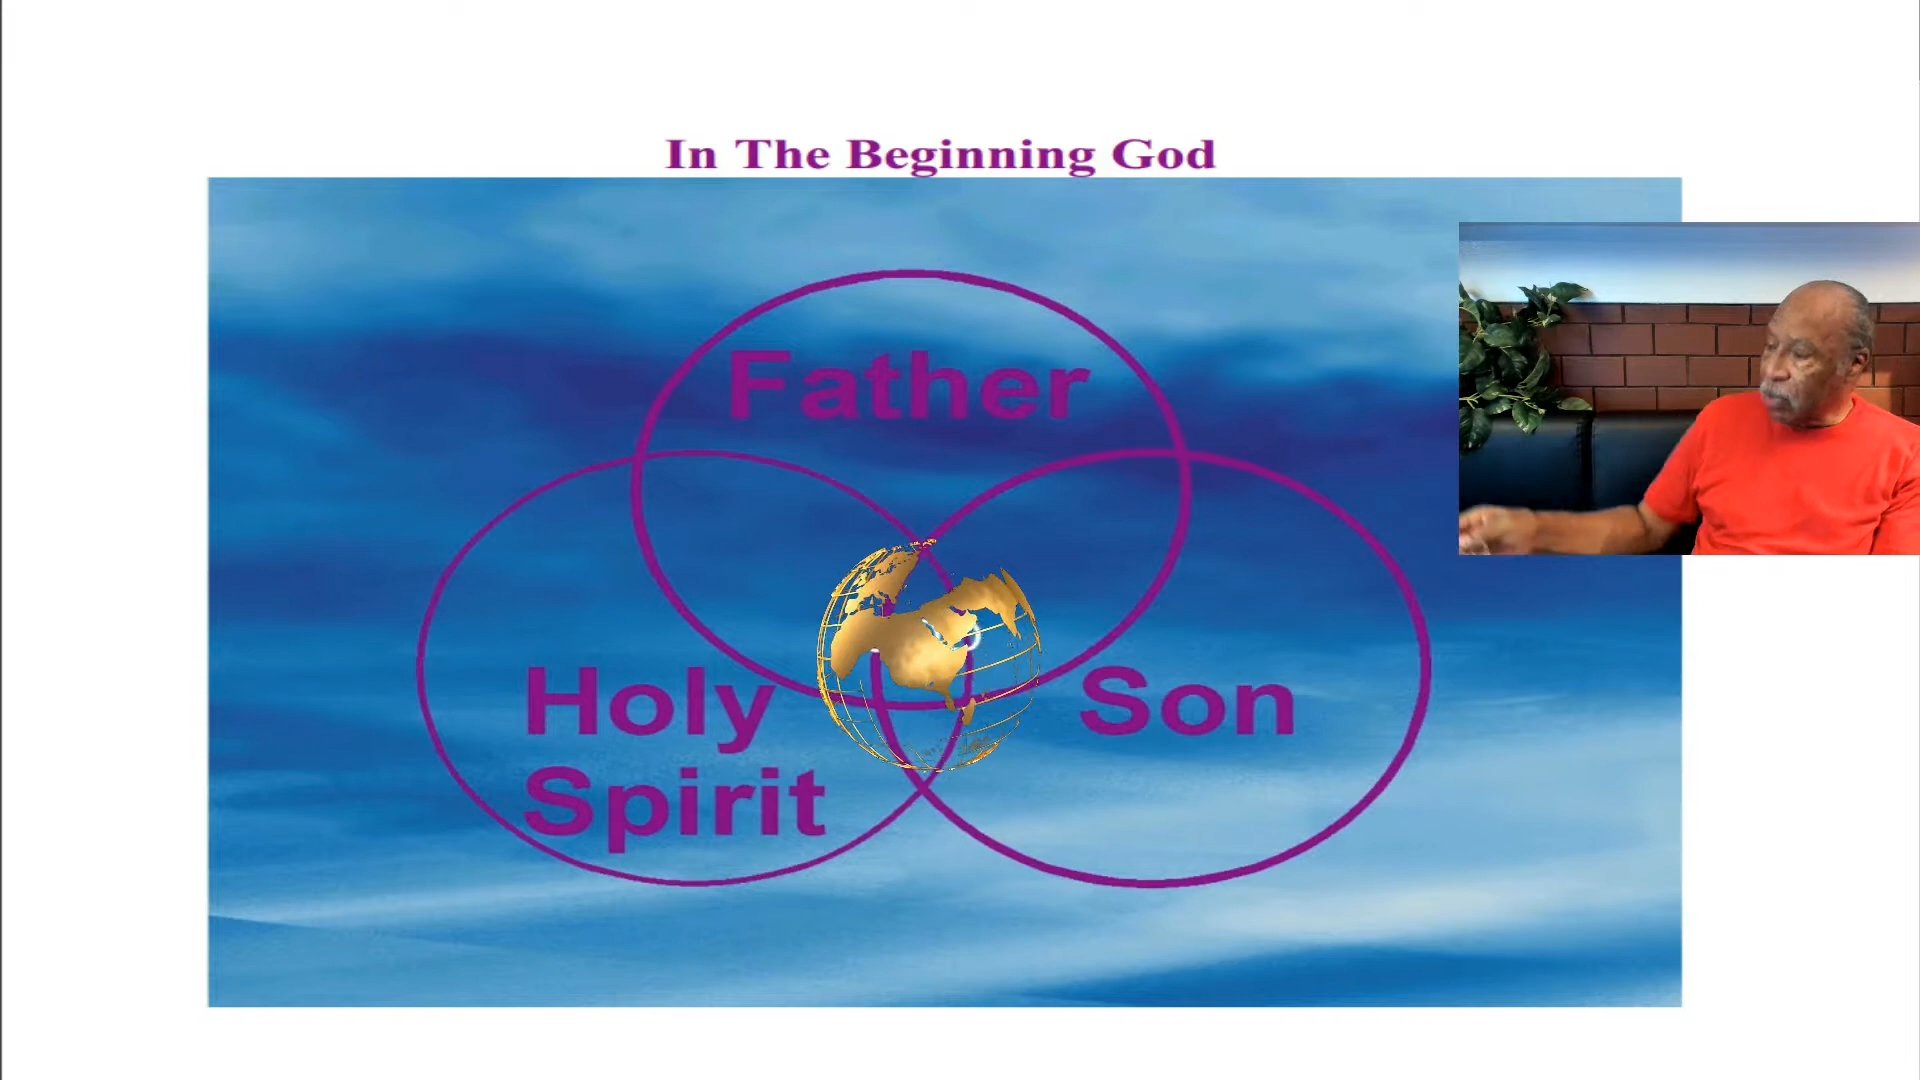 In The Beginning God
Father
Holy
Spirit
Son